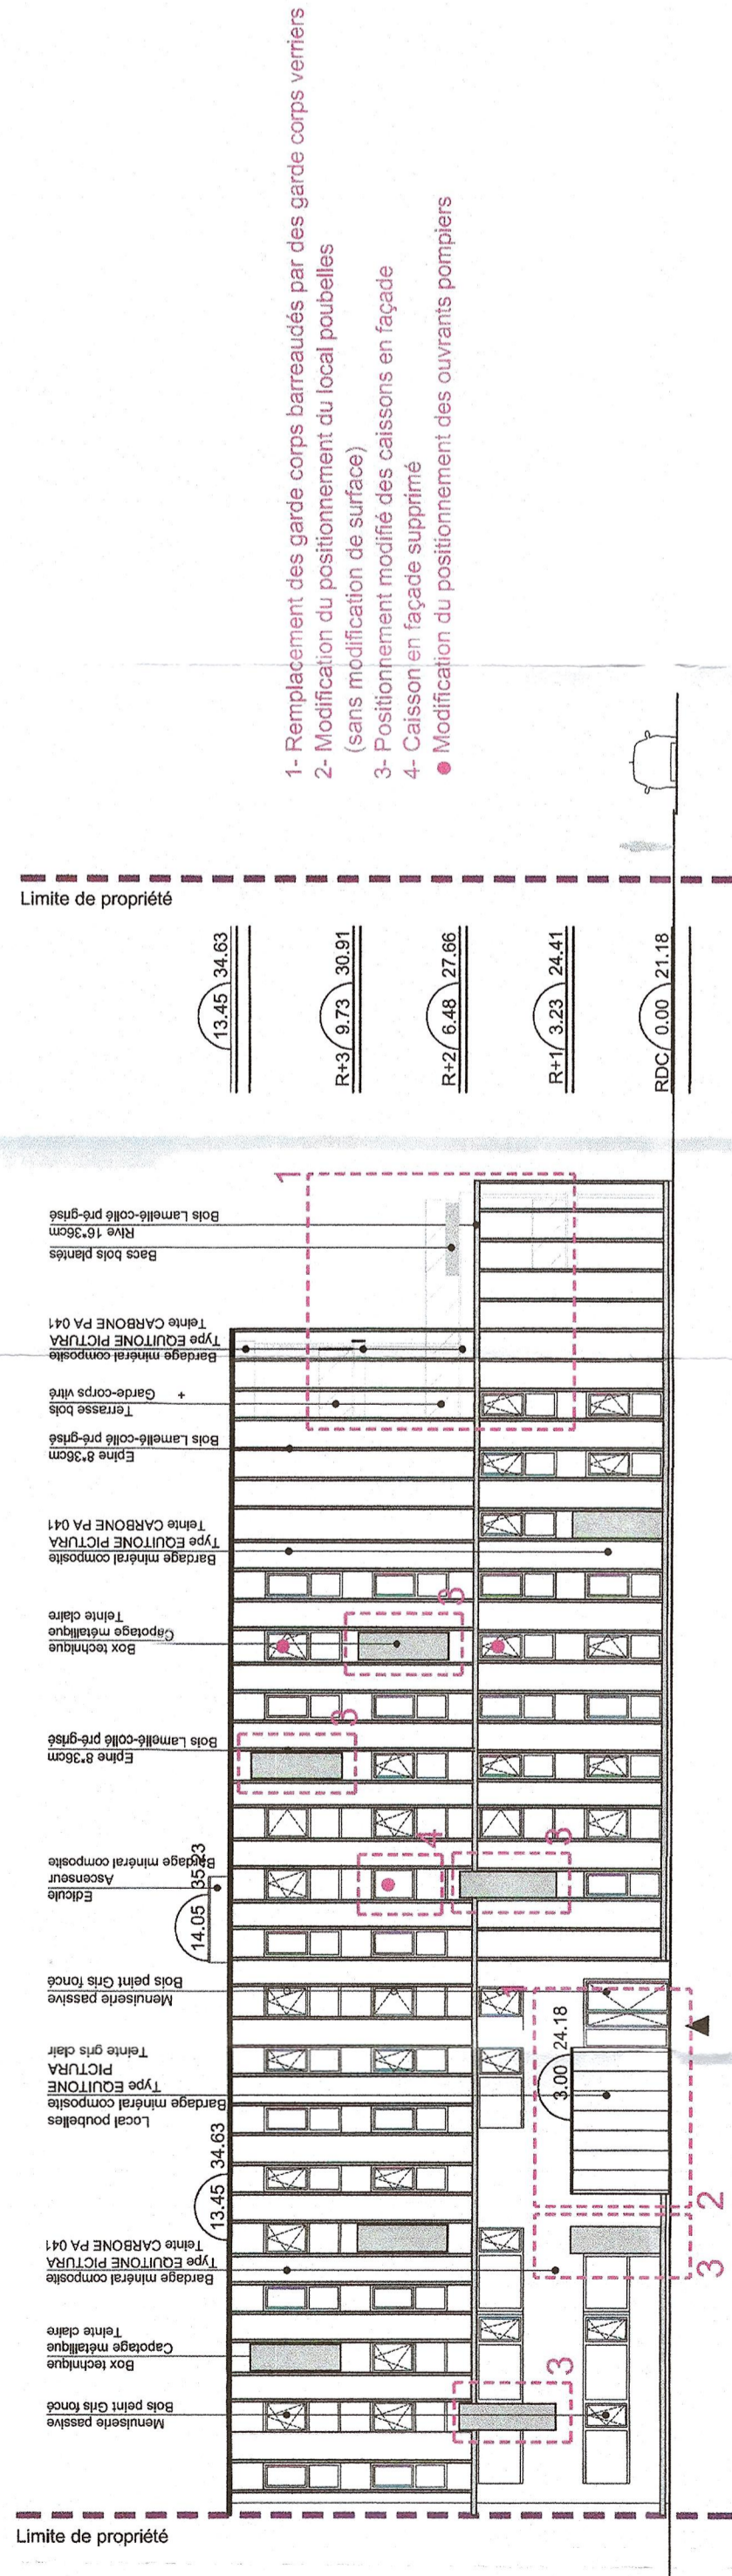 1- Remplacement des garde corps barreaudés par des garde corps verriers
2- Modification du positionnement du local poubelles
(sans modification de surface)
3- Positionnement modifié des caissons en façade
4- Caisson en façade supprimé
Modification du positionnement des ouvrants pompiers
Limite de propriété
13.45 34.63
R+3 9.73 30.91
R+2 6.48 27.66
R+1 3.23 24.41
RDC 0.00 21.18
1
Rive 16*36cm
Bois Lamellé-collé pré-grisé
Bacs bois plantés
Bardage minéral composite
Type EQUITONE PICTURA
Teinte CARBONE PA 041
Terrasse bois
+ Garde-corps vitré
Epine 8*36cm
Bois Lamellé-collé pré-grisé
Bardage minéral composite
Type EQUITONE PICTURA
Teinte CARBONE PA 041
Box technique
Capotage métallique
Teinte claire
3
Epine 8*36cm
Bois Lamellé-collé pré-grisé
3
Edicule
Ascenseur
Bardage minéral composite
14.05 35.23
4
3
Menuiserie passive
Bois peint Gris foncé
Local poubelles
Bardage minéral composite
Type EQUITONE
PICTURA
Teinte gris clair
3.00 24.18
2
13.45 34.63
Bardage minéral composite
Type EQUITONE PICTURA
Teinte CARBONE PA 041
3
Box technique
Capotage métallique
Teinte claire
Menuiserie passive
Bois peint Gris foncé
3
Limite de propriété